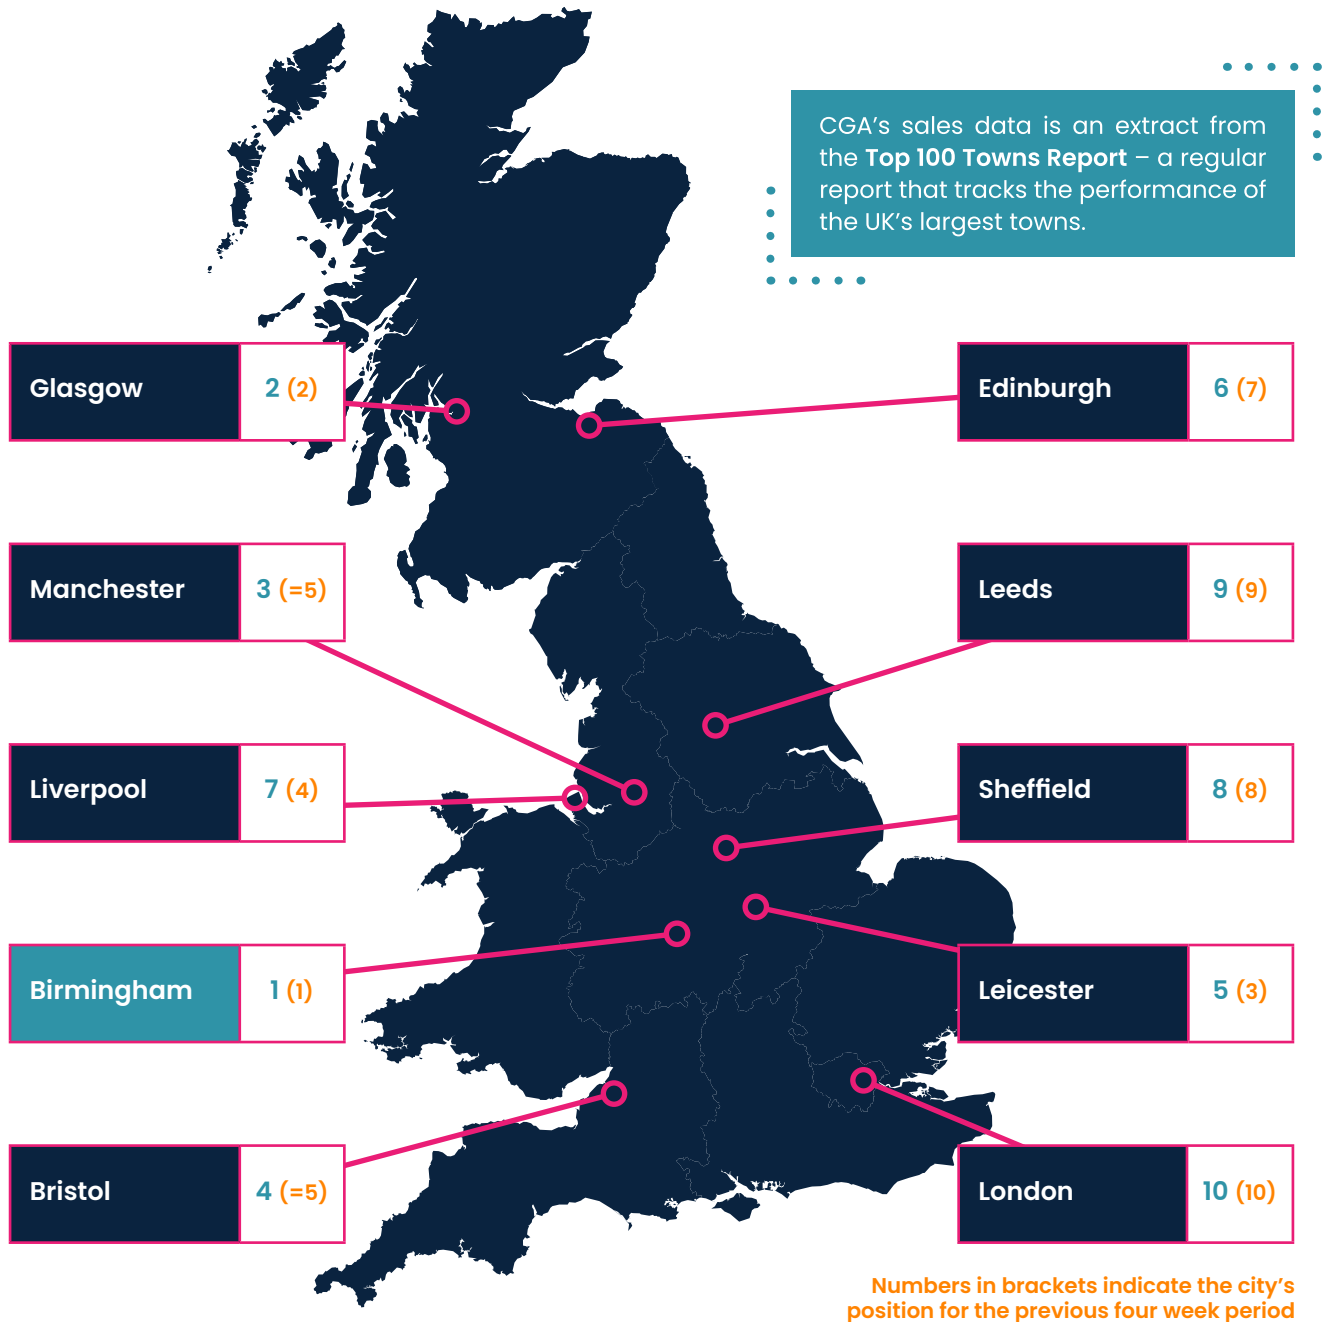 CGA’s sales data is an extract from
the Top 100 Towns Report – a regular
report that tracks the performance of
the UK’s largest towns.
Glasgow 2 (2)
Edinburgh 6 (7)
Manchester 3 (=5)
Leeds 9 (9)
Liverpool 7 (4)
Sheffield 8 (8)
Birmingham 1 (1)
Leicester 5 (3)
Bristol 4 (=5)
London 10 (10)
Numbers in brackets indicate the city’s
position for the previous four week period